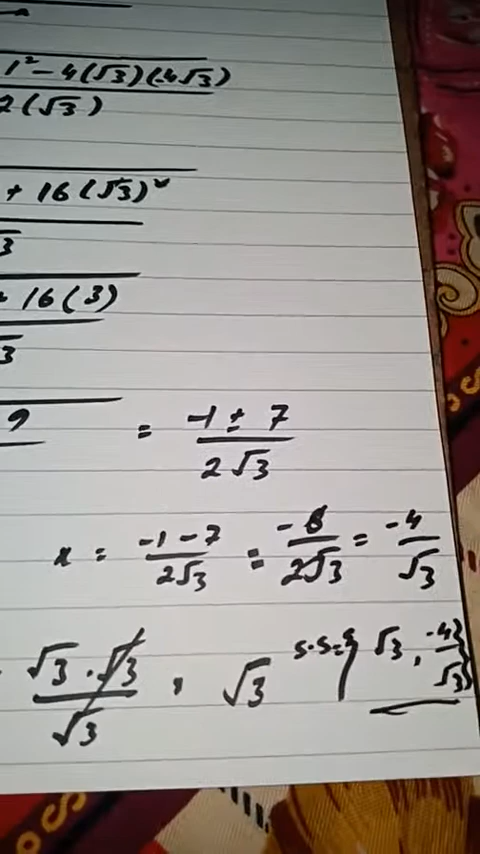 1² - 4(√3)(4√3)
2(√3)
+ 16(√3)²
3
16(3)
√3
9 = -1 ± 7
2√3
x = -1-7 / 2√3 = -8 / 2√3 = -4 / √3
√3 . √3 / √3 , √3 S.S = { √3, -4 / √3 }